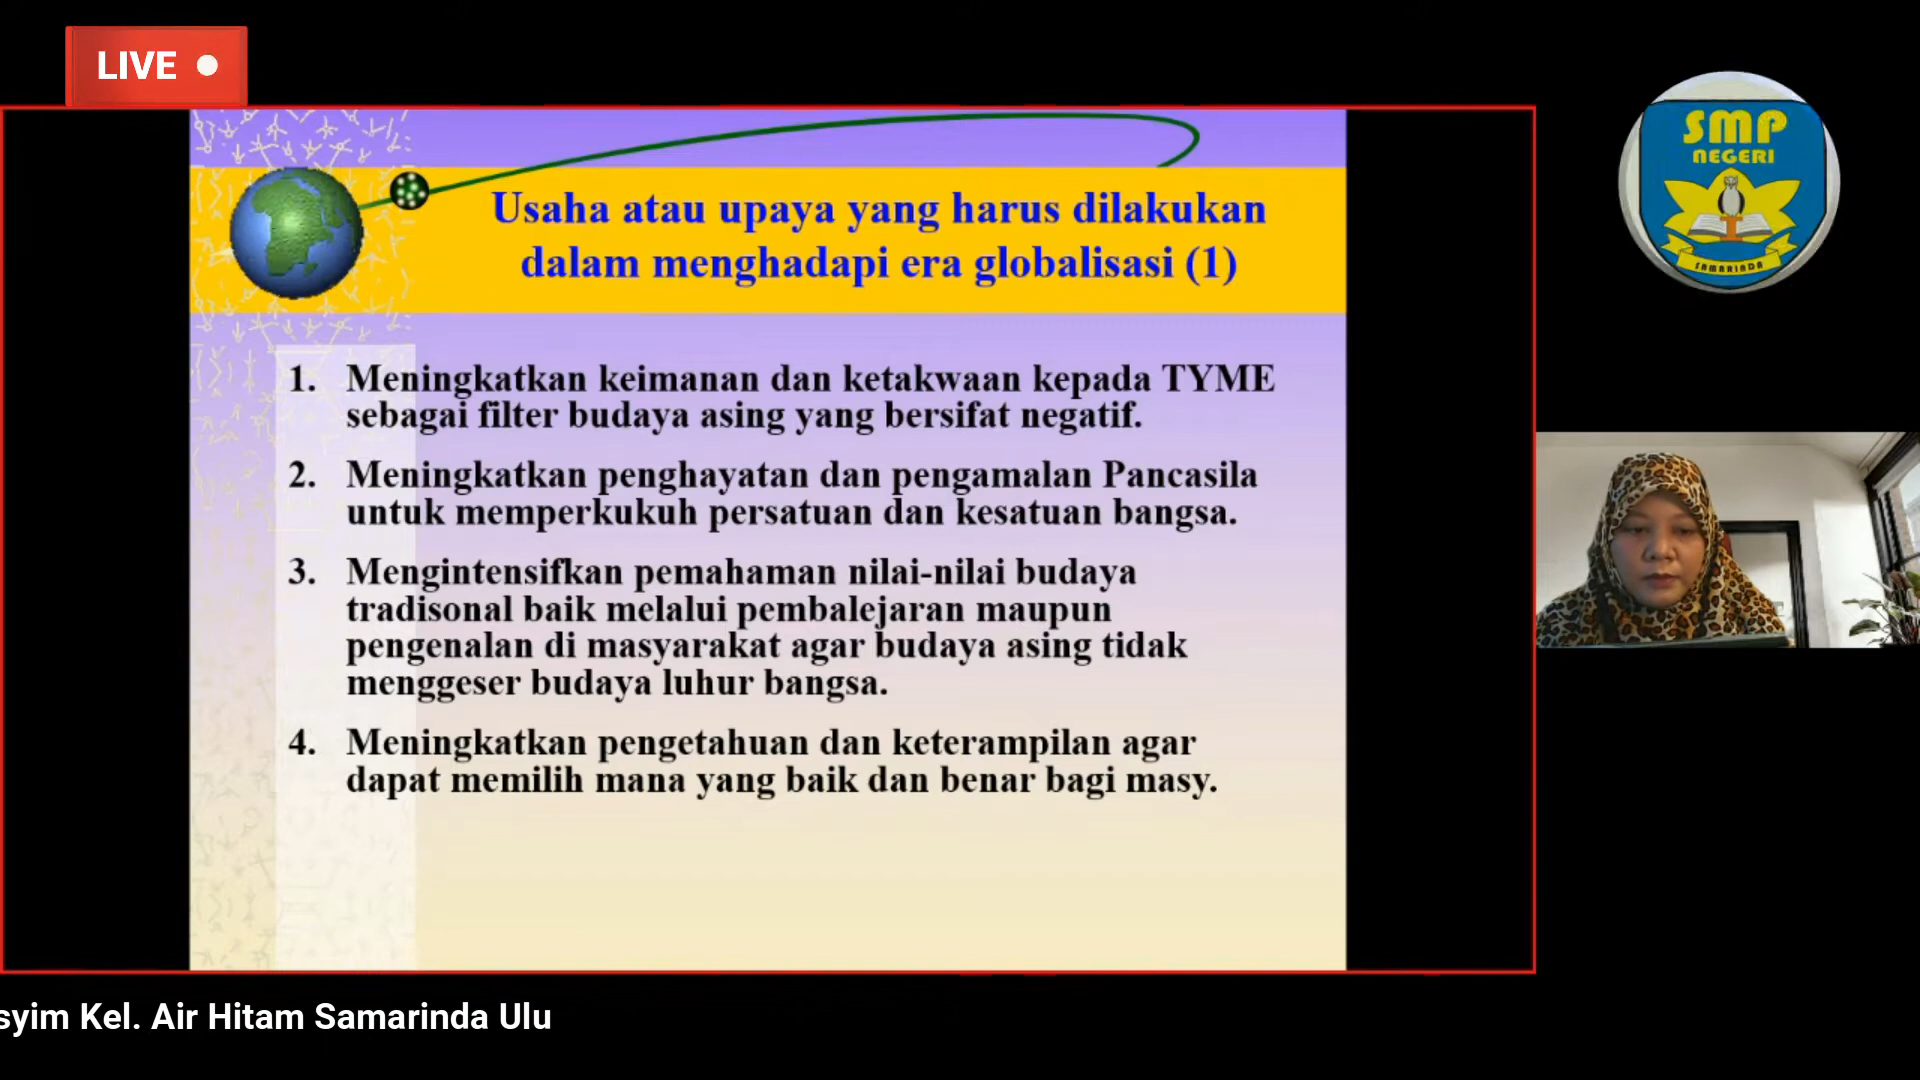 LIVE
SMP
NEGERI
SAMARINDA
Usaha atau upaya yang harus dilakukan
dalam menghadapi era globalisasi (1)
1. Meningkatkan keimanan dan ketakwaan kepada TYME
sebagai filter budaya asing yang bersifat negatif.
2. Meningkatkan penghayatan dan pengamalan Pancasila
untuk memperkukuh persatuan dan kesatuan bangsa.
3. Mengintensifkan pemahaman nilai-nilai budaya
tradisonal baik melalui pembalejaran maupun
pengenalan di masyarakat agar budaya asing tidak
menggeser budaya luhur bangsa.
4. Meningkatkan pengetahuan dan keterampilan agar
dapat memilih mana yang baik dan benar bagi masy.
syim Kel. Air Hitam Samarinda Ulu